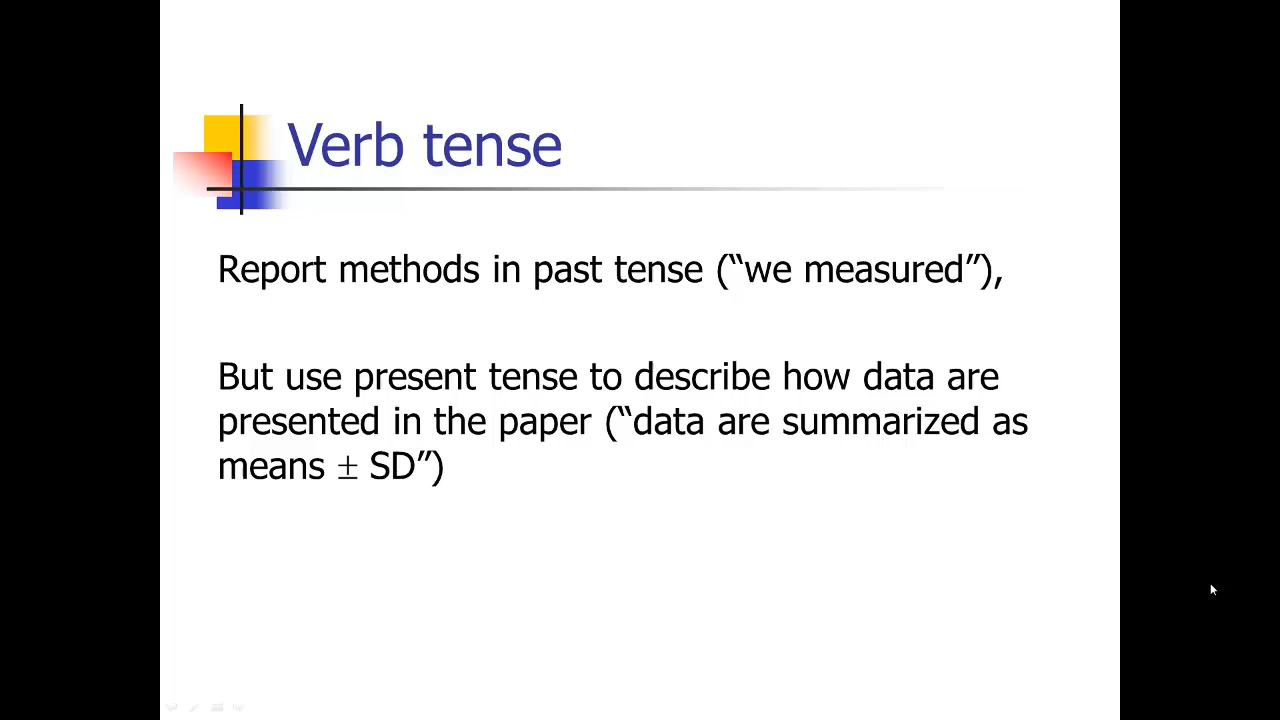 Verb tense
Report methods in past tense (“we measured”),
But use present tense to describe how data are
presented in the paper (“data are summarized as
means ± SD”)